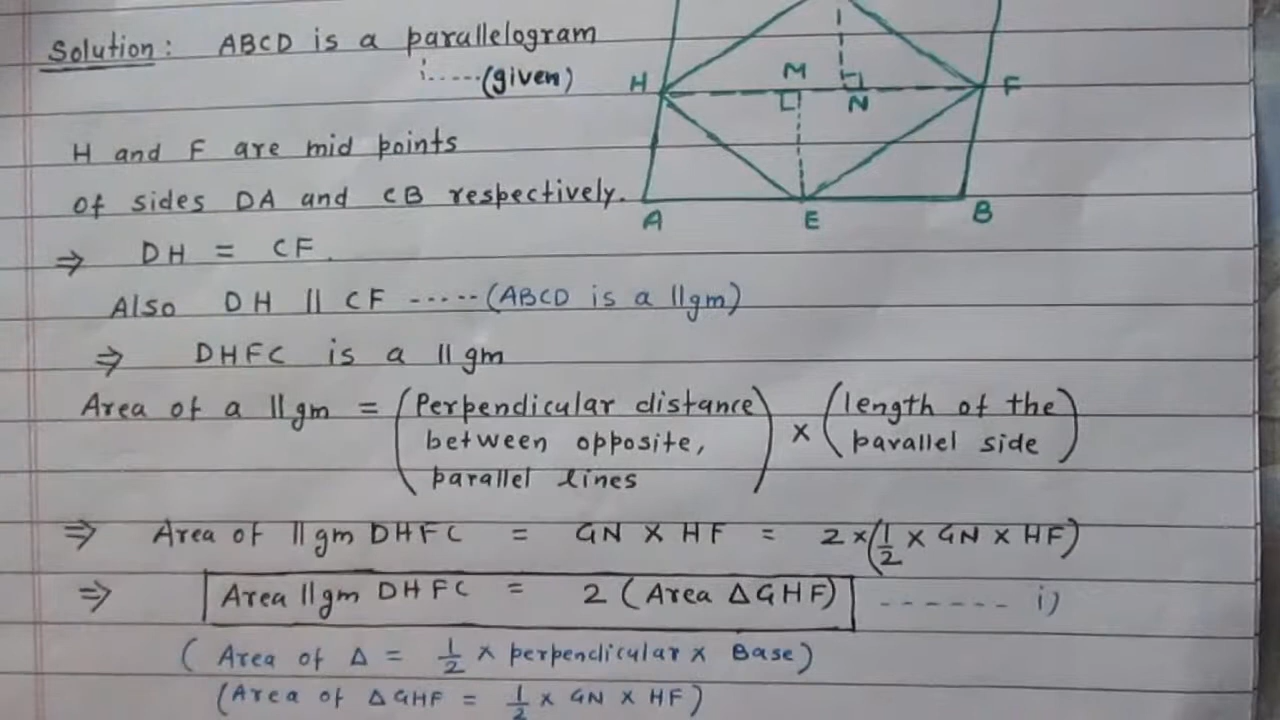 Solution: ABCD is a parallelogram
.....(given)
H M N F
H and F are mid points
of sides DA and CB respectively.
A E B
⇒ DH = CF.
Also DH || CF .....(ABCD is a ||gm)
⇒ DHFC is a ||gm
Area of a ||gm = (Perpendicular distance between opposite, parallel lines) × (length of the parallel side)
⇒ Area of ||gm DHFC = GN × HF = 2×(1/2 × GN × HF)
⇒ Area ||gm DHFC = 2 (Area ΔGHF) ------- i)
( Area of Δ = 1/2 × perpendicular × Base)
(Area of ΔGHF = 1/2 × GN × HF)